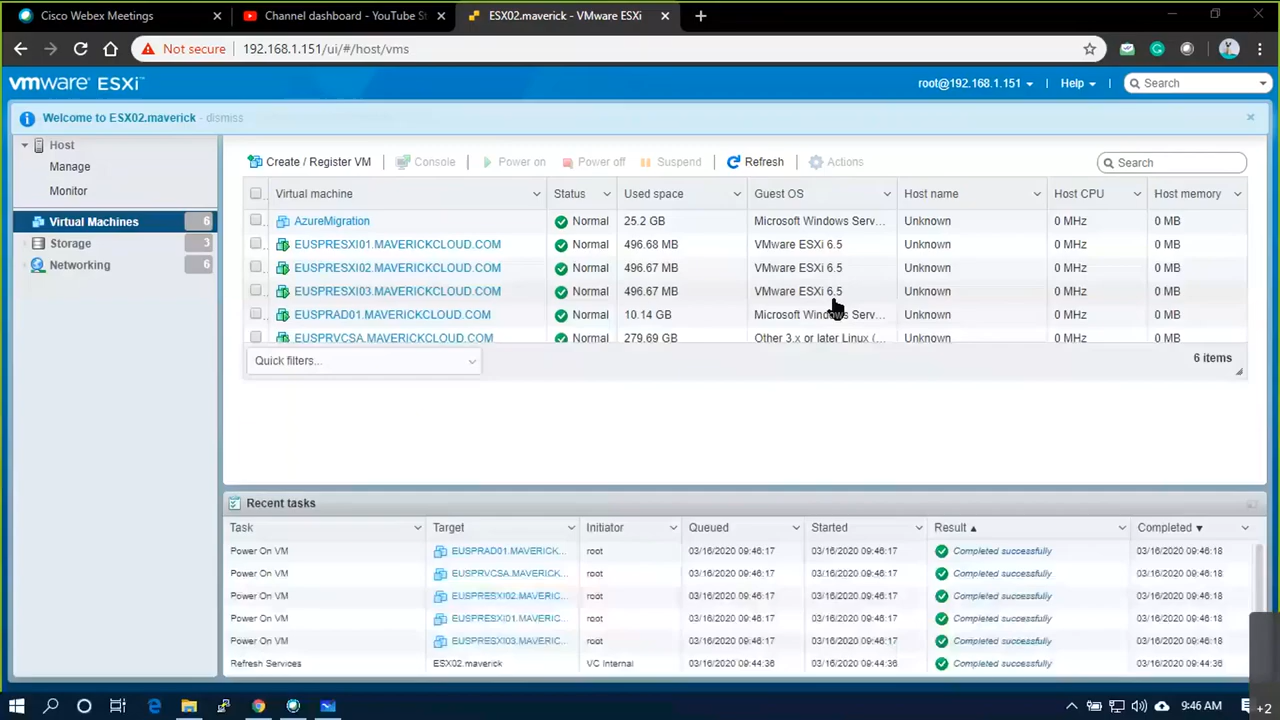 Cisco Webex Meetings
Channel dashboard - YouTube St
ESX02.maverick - VMware ESXi
Not secure 192.168.1.151/ui/#/host/vms
vmware ESXi™
root@192.168.1.151 Help Search
Welcome to ESX02.maverick - dismiss
Host
Manage
Monitor
Virtual Machines 6
Storage 3
Networking 6
Create / Register VM Console Power on Power off Suspend Refresh Actions Search
Virtual machine Status Used space Guest OS Host name Host CPU Host memory
AzureMigration Normal 25.2 GB Microsoft Windows Serv... Unknown 0 MHz 0 MB
EUSPRESXI01.MAVERICKCLOUD.COM Normal 496.68 MB VMware ESXi 6.5 Unknown 0 MHz 0 MB
EUSPRESXI02.MAVERICKCLOUD.COM Normal 496.67 MB VMware ESXi 6.5 Unknown 0 MHz 0 MB
EUSPRESXI03.MAVERICKCLOUD.COM Normal 496.67 MB VMware ESXi 6.5 Unknown 0 MHz 0 MB
EUSPRAD01.MAVERICKCLOUD.COM Normal 10.14 GB Microsoft Windows Serv... Unknown 0 MHz 0 MB
EUSPRVCSA.MAVERICKCLOUD.COM Normal 279.69 GB Other 3.x or later Linux (... Unknown 0 MHz 0 MB
Quick filters... 6 items
Recent tasks
Task Target Initiator Queued Started Result Completed
Power On VM EUSPRAD01.MAVERICK... root 03/16/2020 09:46:17 03/16/2020 09:46:17 Completed successfully 03/16/2020 09:46:18
Power On VM EUSPRVCSA.MAVERICK... root 03/16/2020 09:46:17 03/16/2020 09:46:17 Completed successfully 03/16/2020 09:46:18
Power On VM EUSPRESXI02.MAVERIC... root 03/16/2020 09:46:17 03/16/2020 09:46:17 Completed successfully 03/16/2020 09:46:18
Power On VM EUSPRESXI01.MAVERIC... root 03/16/2020 09:46:17 03/16/2020 09:46:17 Completed successfully 03/16/2020 09:46:18
Power On VM EUSPRESXI03.MAVERIC... root 03/16/2020 09:46:17 03/16/2020 09:46:17 Completed successfully 03/16/2020 09:46:18
Refresh Services ESX02.maverick VC Internal 03/16/2020 09:44:36 03/16/2020 09:44:36 Completed successfully 03/16/2020 09:44:36
9:46 AM +2